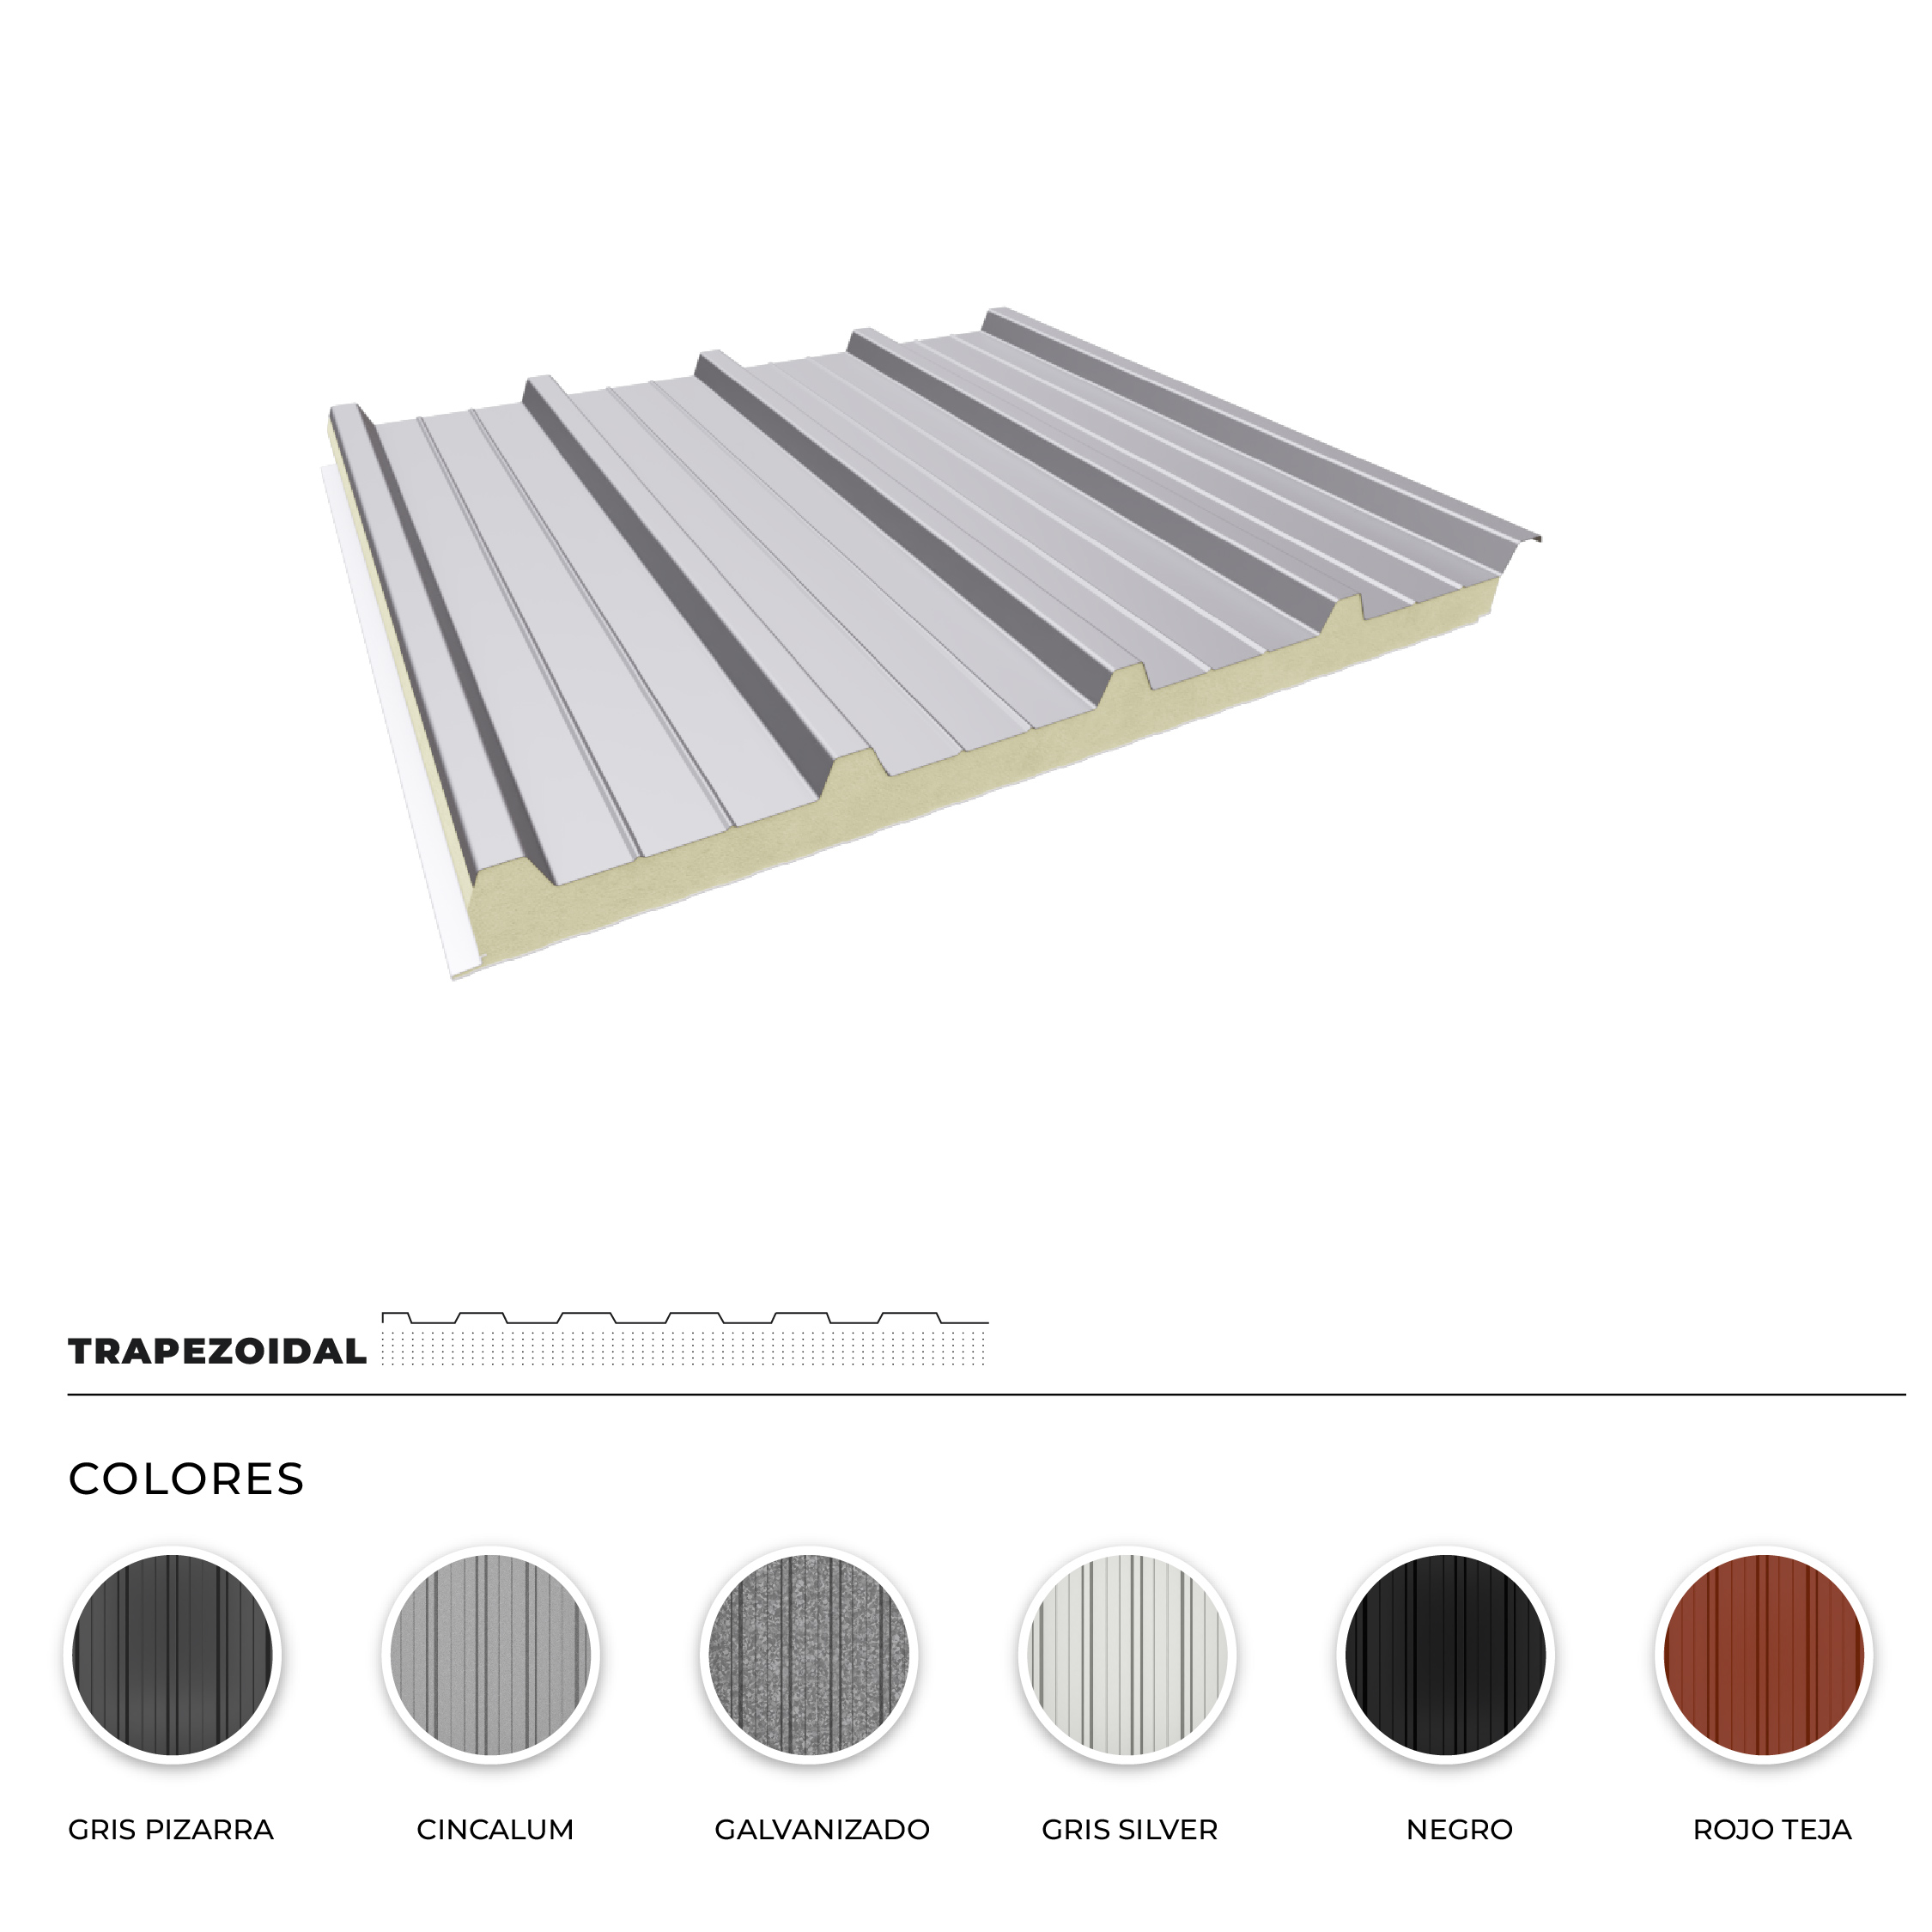 TRAPEZOIDAL
COLORES
GRIS PIZARRA
CINCALUM
GALVANIZADO
GRIS SILVER
NEGRO
ROJO TEJA